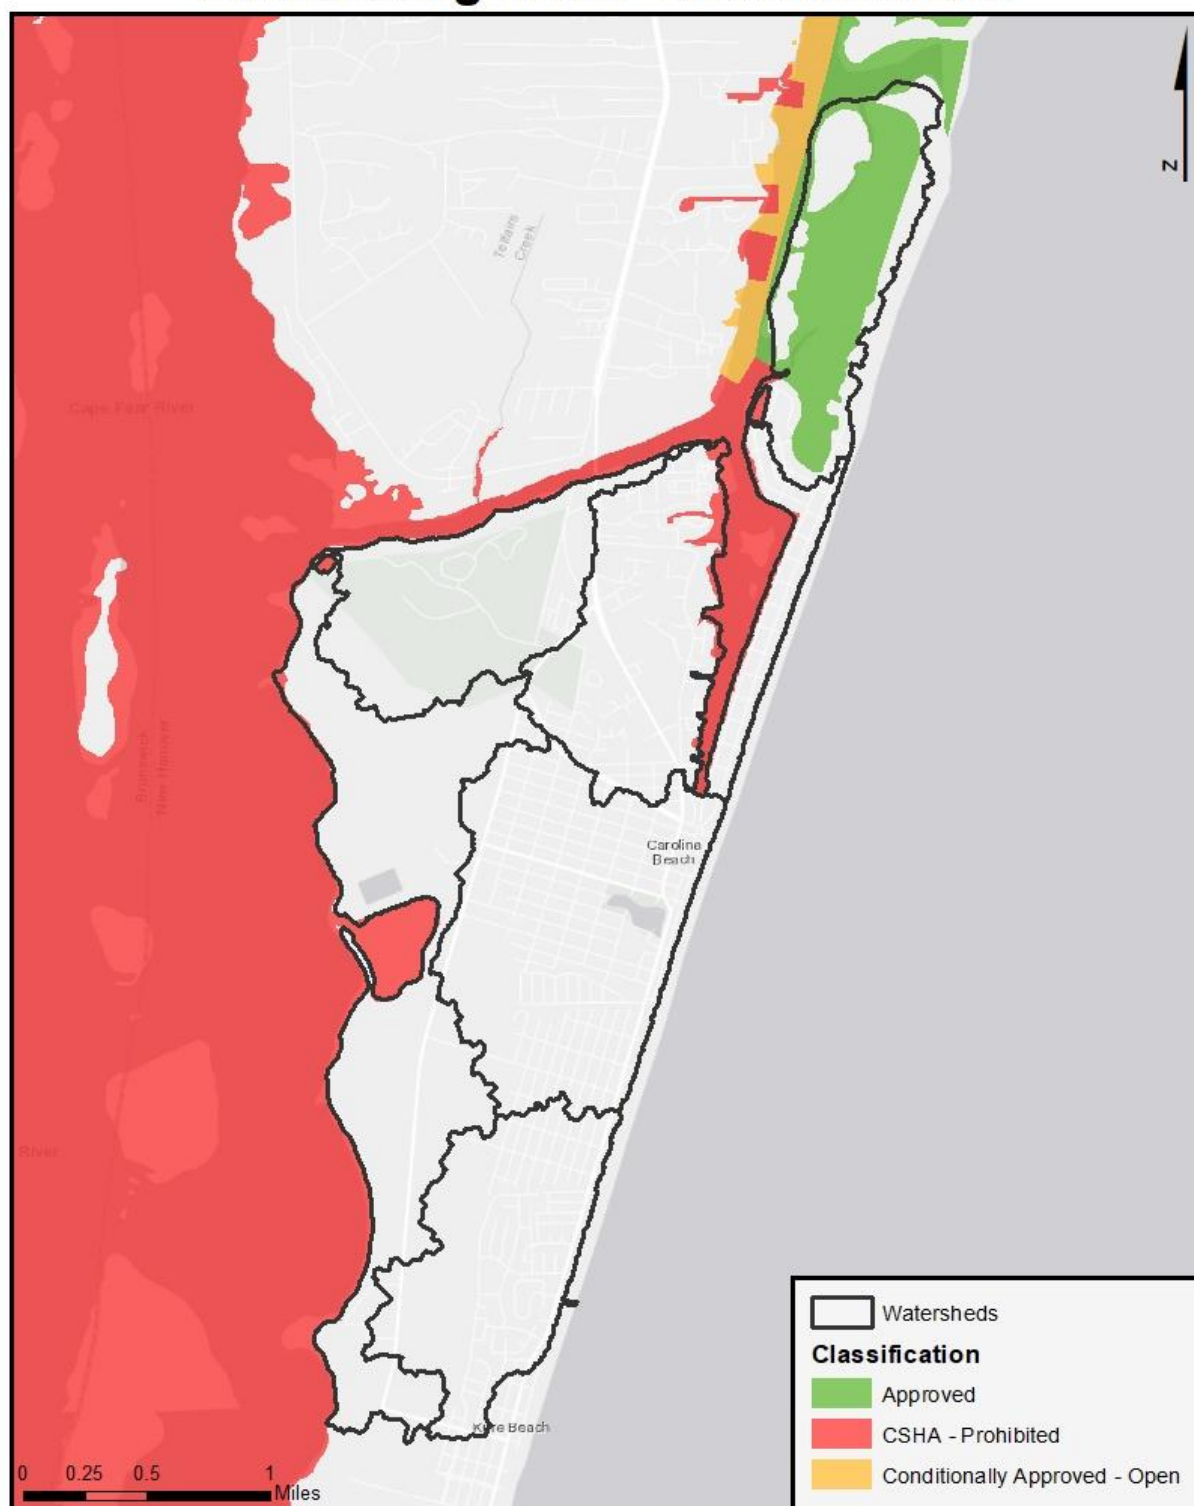 Z
Telfairs
Creek
Cape Fear River
Brunswick
New Hanover
Carolina
Beach
River
Kure Beach
Watersheds
Classification
Approved
CSHA - Prohibited
Conditionally Approved - Open
0 0.25 0.5 1
Miles